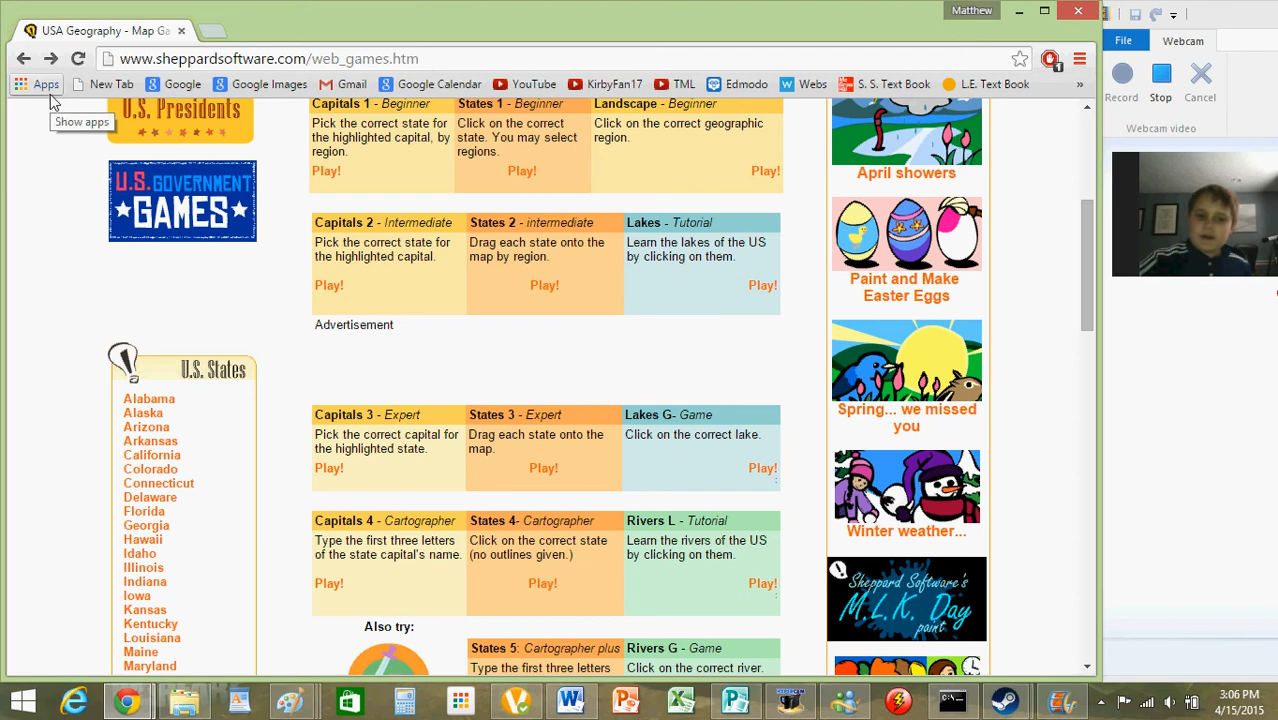 Matthew
USA Geography - Map Ga
File
Webcam
www.sheppardsoftware.com/web_games.htm
1
Apps
New Tab
Google
Google Images
Gmail
Google Calendar
YouTube
KirbyFan17
TML
Edmodo
Webs
S. S. Text Book
L.E. Text Book
»
Record
Stop
Cancel
Webcam video
Show apps
U.S. Presidents
U.S. GOVERNMENT
GAMES
Capitals 1 - Beginner
Pick the correct state for
the highlighted capital, by
region.
Play!
States 1 - Beginner
Click on the correct
state. You may select
regions.
Play!
Landscape - Beginner
Click on the correct geographic
region.
Play!
Capitals 2 - Intermediate
Pick the correct state for
the highlighted capital.
Play!
States 2 - intermediate
Drag each state onto the
map by region.
Play!
Lakes - Tutorial
Learn the lakes of the US
by clicking on them.
Play!
Advertisement
Capitals 3 - Expert
Pick the correct capital for
the highlighted state.
Play!
States 3 - Expert
Drag each state onto the
map.
Play!
Lakes G- Game
Click on the correct lake.
Play!
:
Capitals 4 - Cartographer
Type the first three letters
of the state capital's name.
Play!
States 4- Cartographer
Click on the correct state
(no outlines given.)
Play!
Rivers L - Tutorial
Learn the rivers of the US
by clicking on them.
Play!
:
Also try:
States 5: Cartographer plus
Type the first three letters
Rivers G - Game
Click on the correct river.
U.S. States
Alabama
Alaska
Arizona
Arkansas
California
Colorado
Connecticut
Delaware
Florida
Georgia
Hawaii
Idaho
Illinois
Indiana
Iowa
Kansas
Kentucky
Louisiana
Maine
Maryland
April showers
Paint and Make
Easter Eggs
Spring... we missed
you
Winter weather...
Sheppard Software's
M.L.K. Day
paint
3:06 PM
4/15/2015